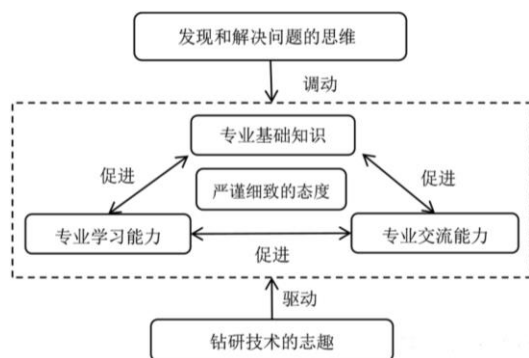 发现和解决问题的思维
调动
专业基础知识
促进
严谨细致的态度
促进
专业学习能力
专业交流能力
促进
驱动
钻研技术的志趣